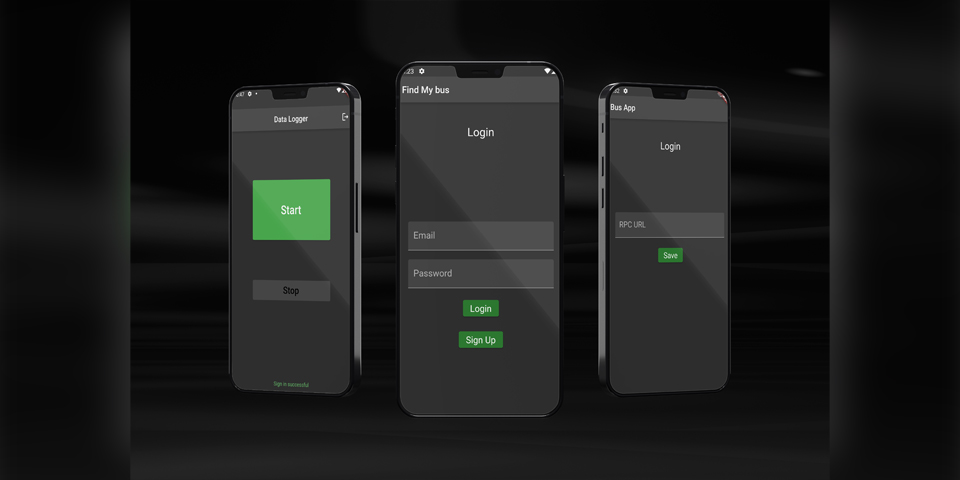 Data Logger
Start
Stop
Sign in successful
:23
Find My bus
Login
Email
Password
Login
Sign Up
Bus App
Login
RPC URL
Save